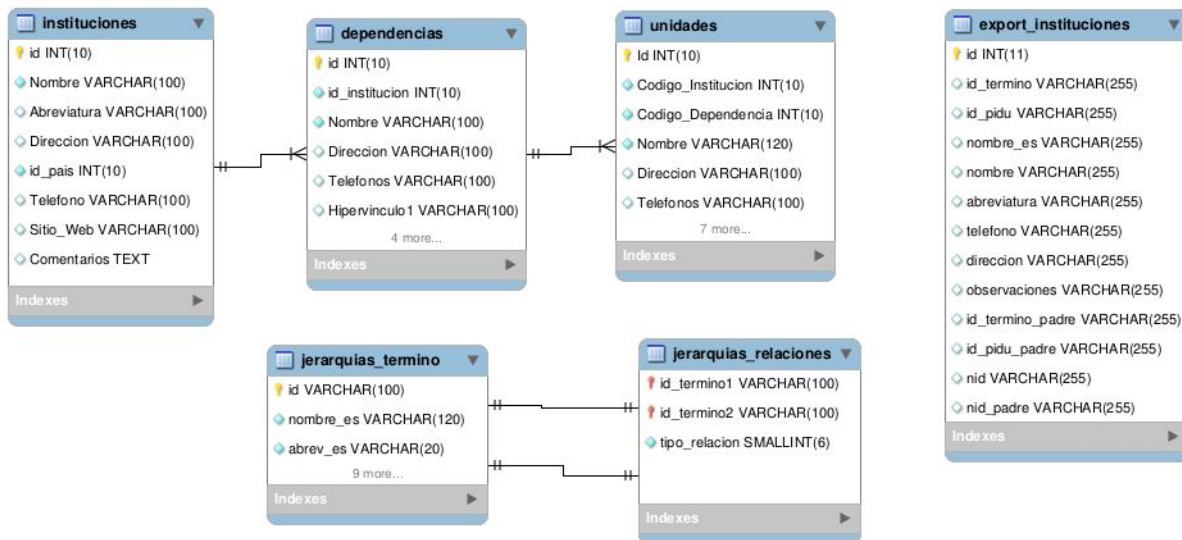 instituciones
id INT(10)
Nombre VARCHAR(100)
Abreviatura VARCHAR(100)
Direccion VARCHAR(100)
id_pais INT(10)
Telefono VARCHAR(100)
Sitio_Web VARCHAR(100)
Comentarios TEXT
Indexes
dependencias
id INT(10)
id_institucion INT(10)
Nombre VARCHAR(100)
Direccion VARCHAR(100)
Telefonos VARCHAR(100)
Hipervinculo1 VARCHAR(100)
4 more...
Indexes
unidades
Id INT(10)
Codigo_Institucion INT(10)
Codigo_Dependencia INT(10)
Nombre VARCHAR(120)
Direccion VARCHAR(100)
Telefonos VARCHAR(100)
7 more...
Indexes
export_instituciones
id INT(11)
id_termino VARCHAR(255)
id_pidu VARCHAR(255)
nombre_es VARCHAR(255)
nombre VARCHAR(255)
abreviatura VARCHAR(255)
telefono VARCHAR(255)
direccion VARCHAR(255)
observaciones VARCHAR(255)
id_termino_padre VARCHAR(255)
id_pidu_padre VARCHAR(255)
nid VARCHAR(255)
nid_padre VARCHAR(255)
Indexes
jerarquias_termino
id VARCHAR(100)
nombre_es VARCHAR(120)
abrev_es VARCHAR(20)
9 more...
Indexes
jerarquias_relaciones
id_termino1 VARCHAR(100)
id_termino2 VARCHAR(100)
tipo_relacion SMALLINT(6)
Indexes